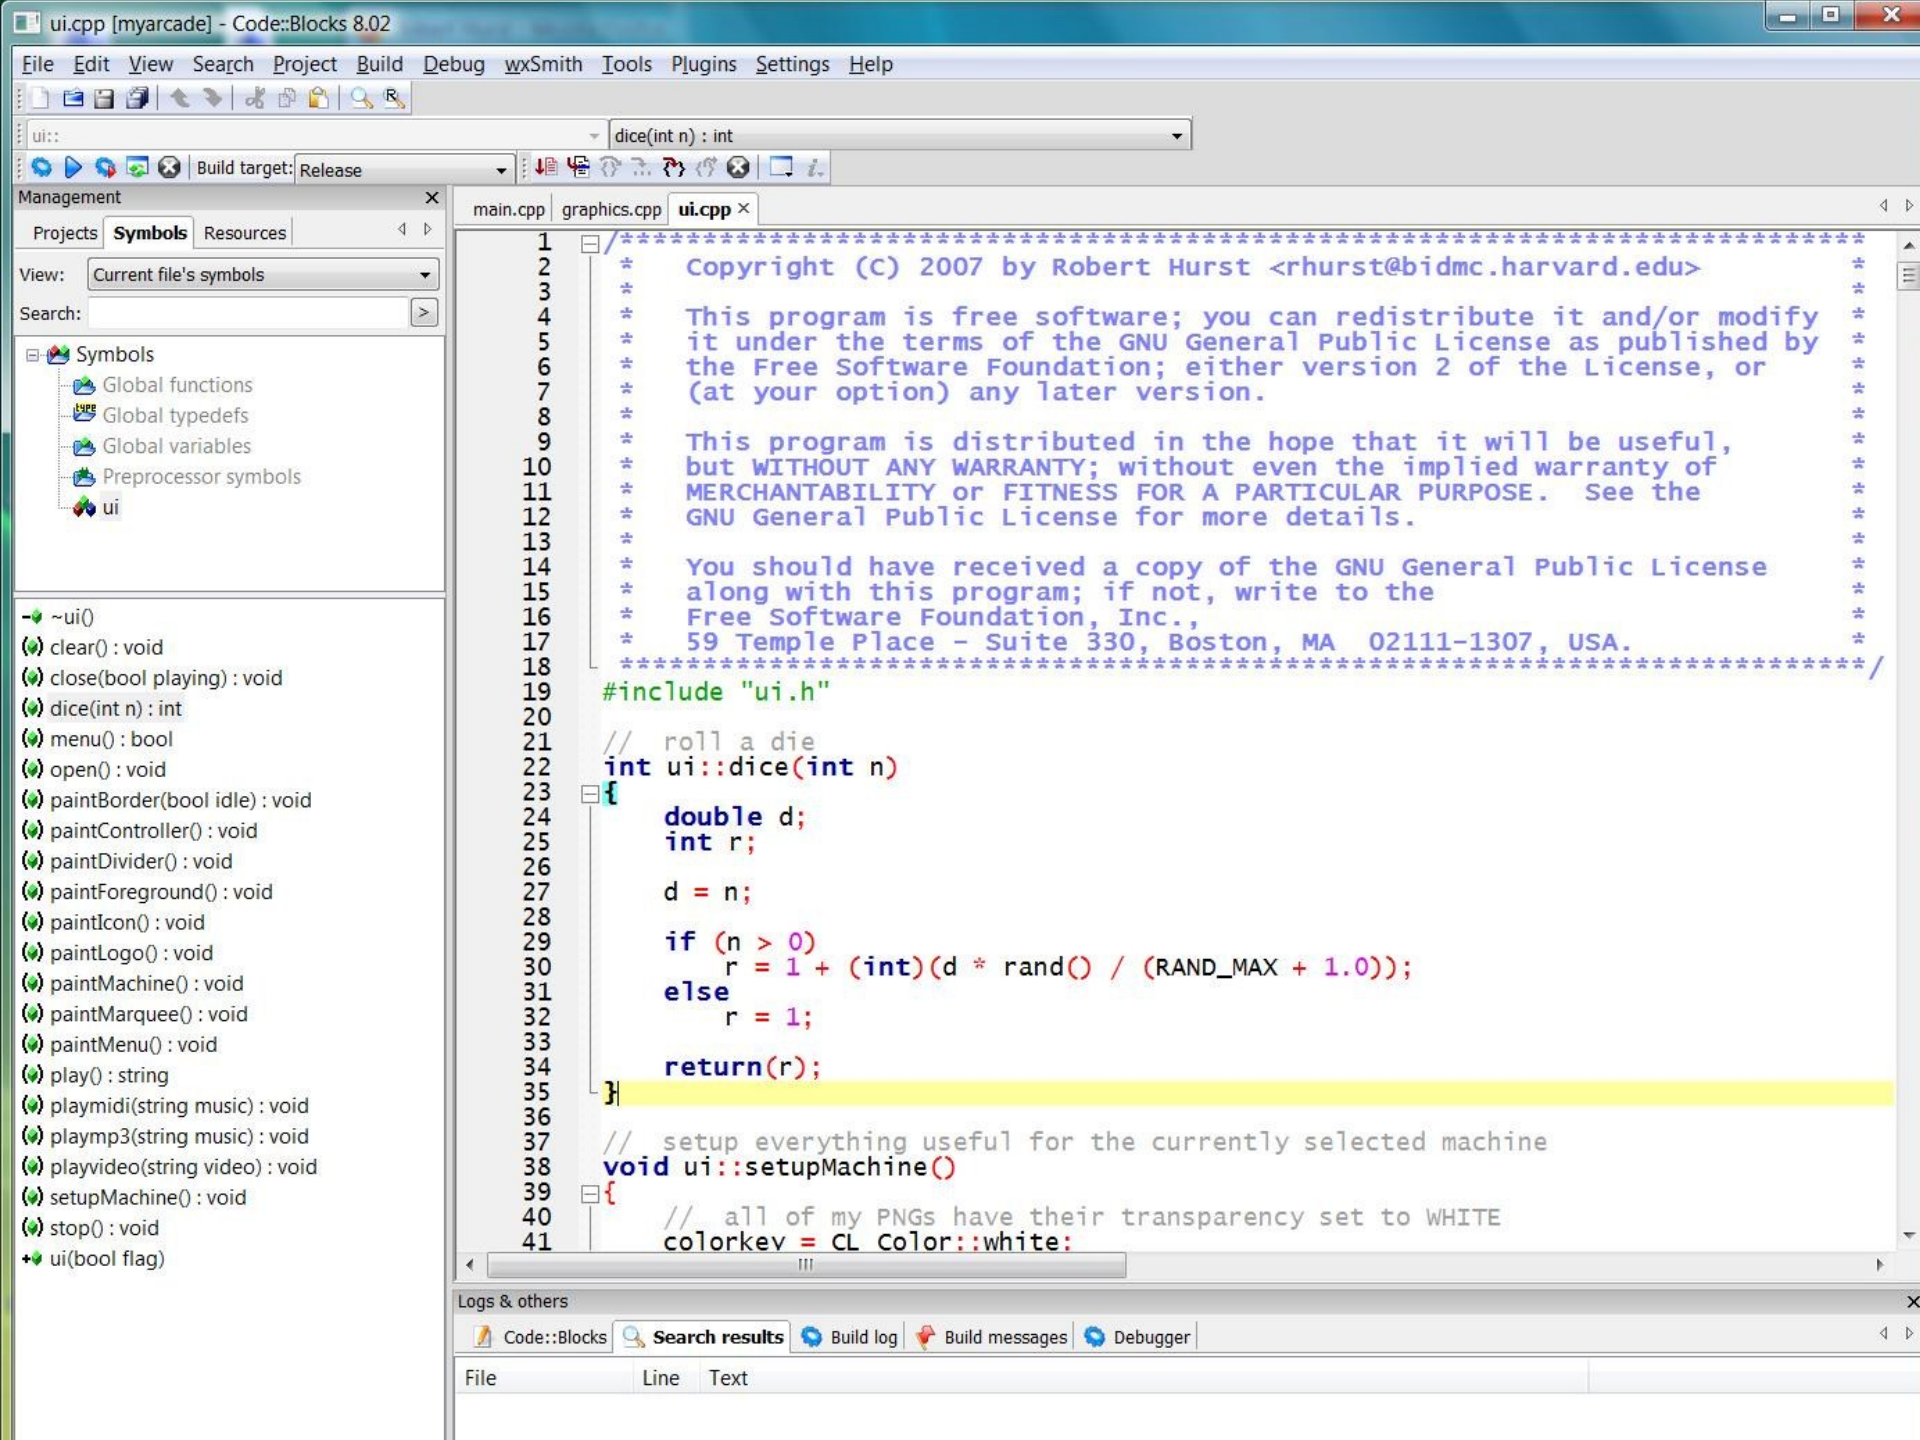 ui.cpp [myarcade] - Code::Blocks 8.02
File Edit View Search Project Build Debug wxSmith Tools Plugins Settings Help
ui:: dice(int n) : int
Build target: Release
Management
Projects Symbols Resources
View: Current file's symbols
Search: >
Symbols
Global functions
Global typedefs
Global variables
Preprocessor symbols
ui
~ui()
clear() : void
close(bool playing) : void
dice(int n) : int
menu() : bool
open() : void
paintBorder(bool idle) : void
paintController() : void
paintDivider() : void
paintForeground() : void
paintIcon() : void
paintLogo() : void
paintMachine() : void
paintMarquee() : void
paintMenu() : void
play() : string
playmidi(string music) : void
playmp3(string music) : void
playvideo(string video) : void
setupMachine() : void
stop() : void
ui(bool flag)
main.cpp graphics.cpp ui.cpp
1 /***************************************************************************
2 * Copyright (C) 2007 by Robert Hurst <rhurst@bidmc.harvard.edu> *
3 * *
4 * This program is free software; you can redistribute it and/or modify *
5 * it under the terms of the GNU General Public License as published by *
6 * the Free Software Foundation; either version 2 of the License, or *
7 * (at your option) any later version. *
8 * *
9 * This program is distributed in the hope that it will be useful, *
10 * but WITHOUT ANY WARRANTY; without even the implied warranty of *
11 * MERCHANTABILITY or FITNESS FOR A PARTICULAR PURPOSE.  See the *
12 * GNU General Public License for more details. *
13 * *
14 * You should have received a copy of the GNU General Public License *
15 * along with this program; if not, write to the *
16 * Free Software Foundation, Inc., *
17 * 59 Temple Place - Suite 330, Boston, MA  02111-1307, USA. *
18 ***************************************************************************/
19 #include "ui.h"
20
21 //  roll a die
22 int ui::dice(int n)
23 {
24     double d;
25     int r;
26
27     d = n;
28
29     if (n > 0)
30         r = 1 + (int)(d * rand() / (RAND_MAX + 1.0));
31     else
32         r = 1;
33
34     return(r);
35 }
36
37 //  setup everything useful for the currently selected machine
38 void ui::setupMachine()
39 {
40     //  all of my PNGs have their transparency set to WHITE
41     colorkey = CL_Color::white;
Logs & others
Code::Blocks Search results Build log Build messages Debugger
File Line Text